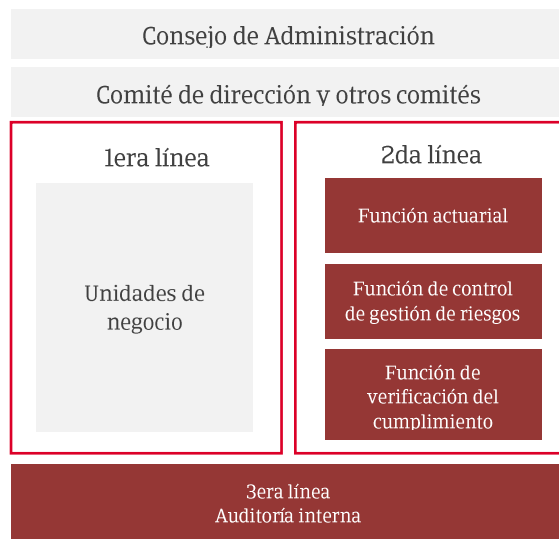 Consejo de Administración
Comité de dirección y otros comités
1era línea
Unidades de
negocio
2da línea
Función actuarial
Función de control
de gestión de riesgos
Función de
verificación del
cumplimiento
3era línea
Auditoría interna